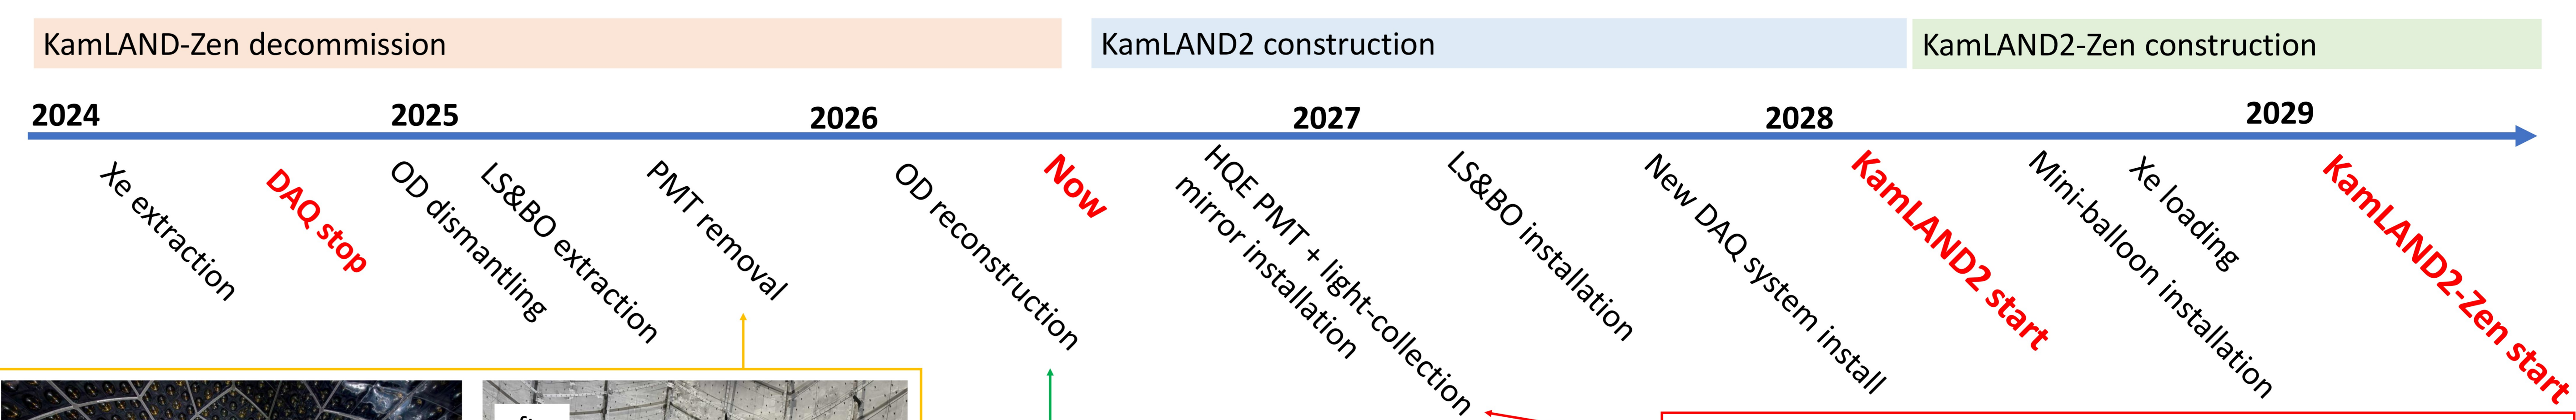 KamLAND-Zen decommission
KamLAND2 construction
KamLAND2-Zen construction
2024
2025
2026
2027
2028
2029
Xe extraction
DAQ stop
OD dismantling
LS&BO extraction
PMT removal
OD reconstruction
Now
HQE PMT + light-collection
mirror installation
LS&BO installation
New DAQ system install
KamLAND2 start
Mini-balloon installation
Xe loading
KamLAND2-Zen start